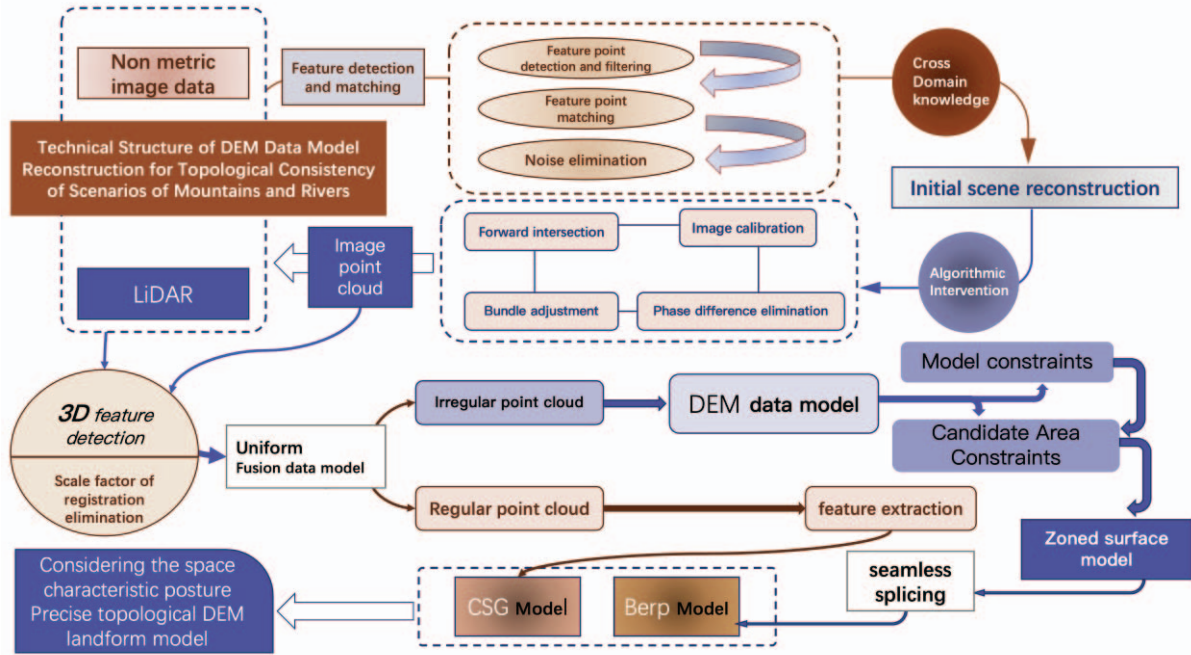 Non metric
image data
Feature detection
and matching
Feature point
detection and filtering
Feature point
matching
Noise elimination
Cross
Domain
knowledge
Technical Structure of DEM Data Model
Reconstruction for Topological Consistency
of Scenarios of Mountains and Rivers
Initial scene reconstruction
Forward intersection
Image calibration
Bundle adjustment
Phase difference elimination
Algorithmic
Intervention
Image
point
cloud
LiDAR
3D feature
detection
Scale factor of
registration
elimination
Uniform
Fusion data model
Irregular point cloud
DEM data model
Model constraints
Candidate Area
Constraints
Regular point cloud
feature extraction
Zoned surface
model
seamless
splicing
CSG Model
Berp Model
Considering the space
characteristic posture
Precise topological DEM
landform model